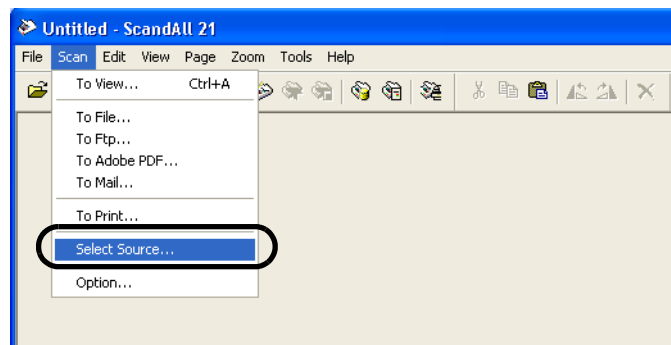 Untitled - ScandAll 21
File Scan Edit View Page Zoom Tools Help
To View... Ctrl+A
To File...
To Ftp...
To Adobe PDF...
To Mail...
To Print...
Select Source...
Option...